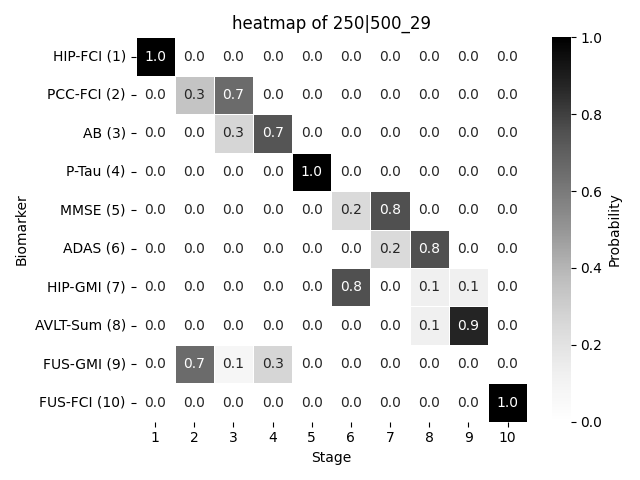 heatmap of 250|500_29
HIP-FCI (1) 1.0 0.0 0.0 0.0 0.0 0.0 0.0 0.0 0.0 0.0
PCC-FCI (2) 0.0 0.3 0.7 0.0 0.0 0.0 0.0 0.0 0.0 0.0
AB (3) 0.0 0.0 0.3 0.7 0.0 0.0 0.0 0.0 0.0 0.0
P-Tau (4) 0.0 0.0 0.0 0.0 1.0 0.0 0.0 0.0 0.0 0.0
MMSE (5) 0.0 0.0 0.0 0.0 0.0 0.2 0.8 0.0 0.0 0.0
ADAS (6) 0.0 0.0 0.0 0.0 0.0 0.0 0.2 0.8 0.0 0.0
HIP-GMI (7) 0.0 0.0 0.0 0.0 0.0 0.8 0.0 0.1 0.1 0.0
AVLT-Sum (8) 0.0 0.0 0.0 0.0 0.0 0.0 0.0 0.1 0.9 0.0
FUS-GMI (9) 0.0 0.7 0.1 0.3 0.0 0.0 0.0 0.0 0.0 0.0
FUS-FCI (10) 0.0 0.0 0.0 0.0 0.0 0.0 0.0 0.0 0.0 1.0
1 2 3 4 5 6 7 8 9 10
Stage
Biomarker
1.0
0.8
0.6
0.4
0.2
0.0
Probability